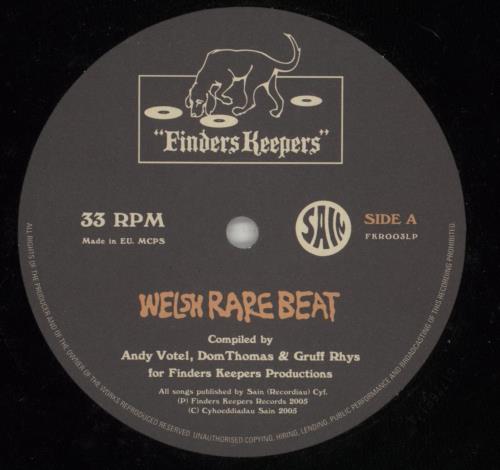 "Finders Keepers"
33 RPM
Made in EU. MCPS
SAIN
SIDE A
FKR003LP
WELSH RARE BEAT
Compiled by
Andy Votel, Dom Thomas & Gruff Rhys
for Finders Keepers Productions
All songs published by Sain (Recordiau) Cyf.
(P) Finders Keepers Records 2005
(C) Cyhoeddiadau Sain 2005
ALL RIGHTS OF THE PRODUCER AND OF THE OWNER OF THE WORKS REPRODUCED RESERVED. UNAUTHORISED COPYING, HIRING, LENDING, PUBLIC PERFORMANCE AND BROADCASTING OF THIS RECORDING PROHIBITED.